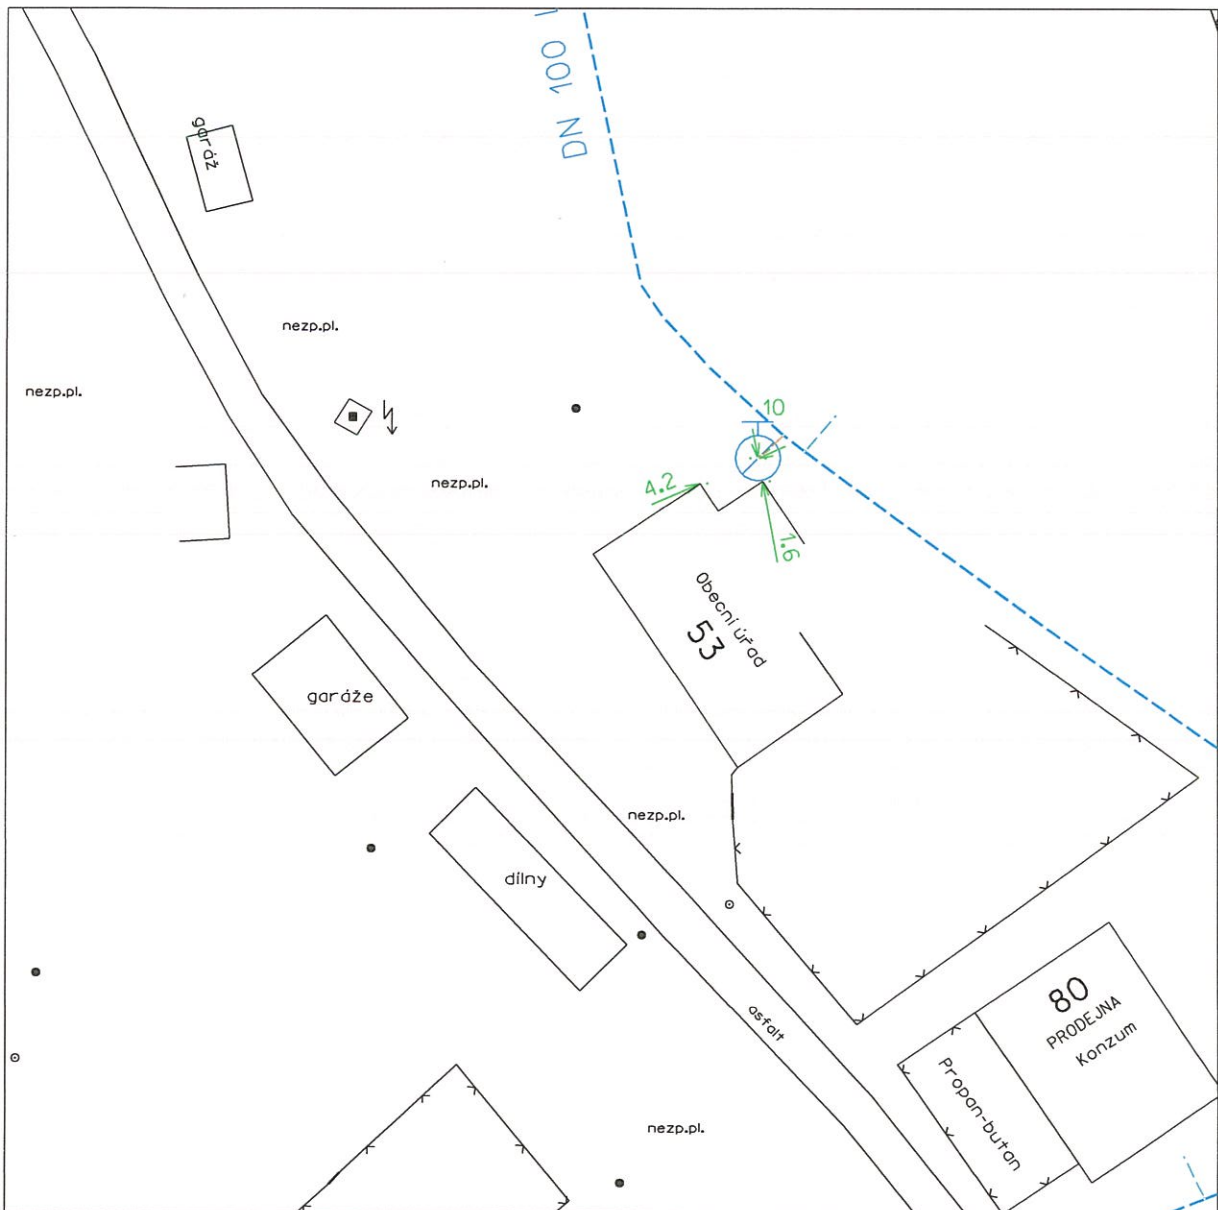 DN 100
garáž
nezp.pl.
nezp.pl.
10
nezp.pl.
4.2
1.6
Obecní úřad
53
garáže
nezp.pl.
dílny
80
PRODEJNA
Konzum
asfalt
Propan-butan
nezp.pl.